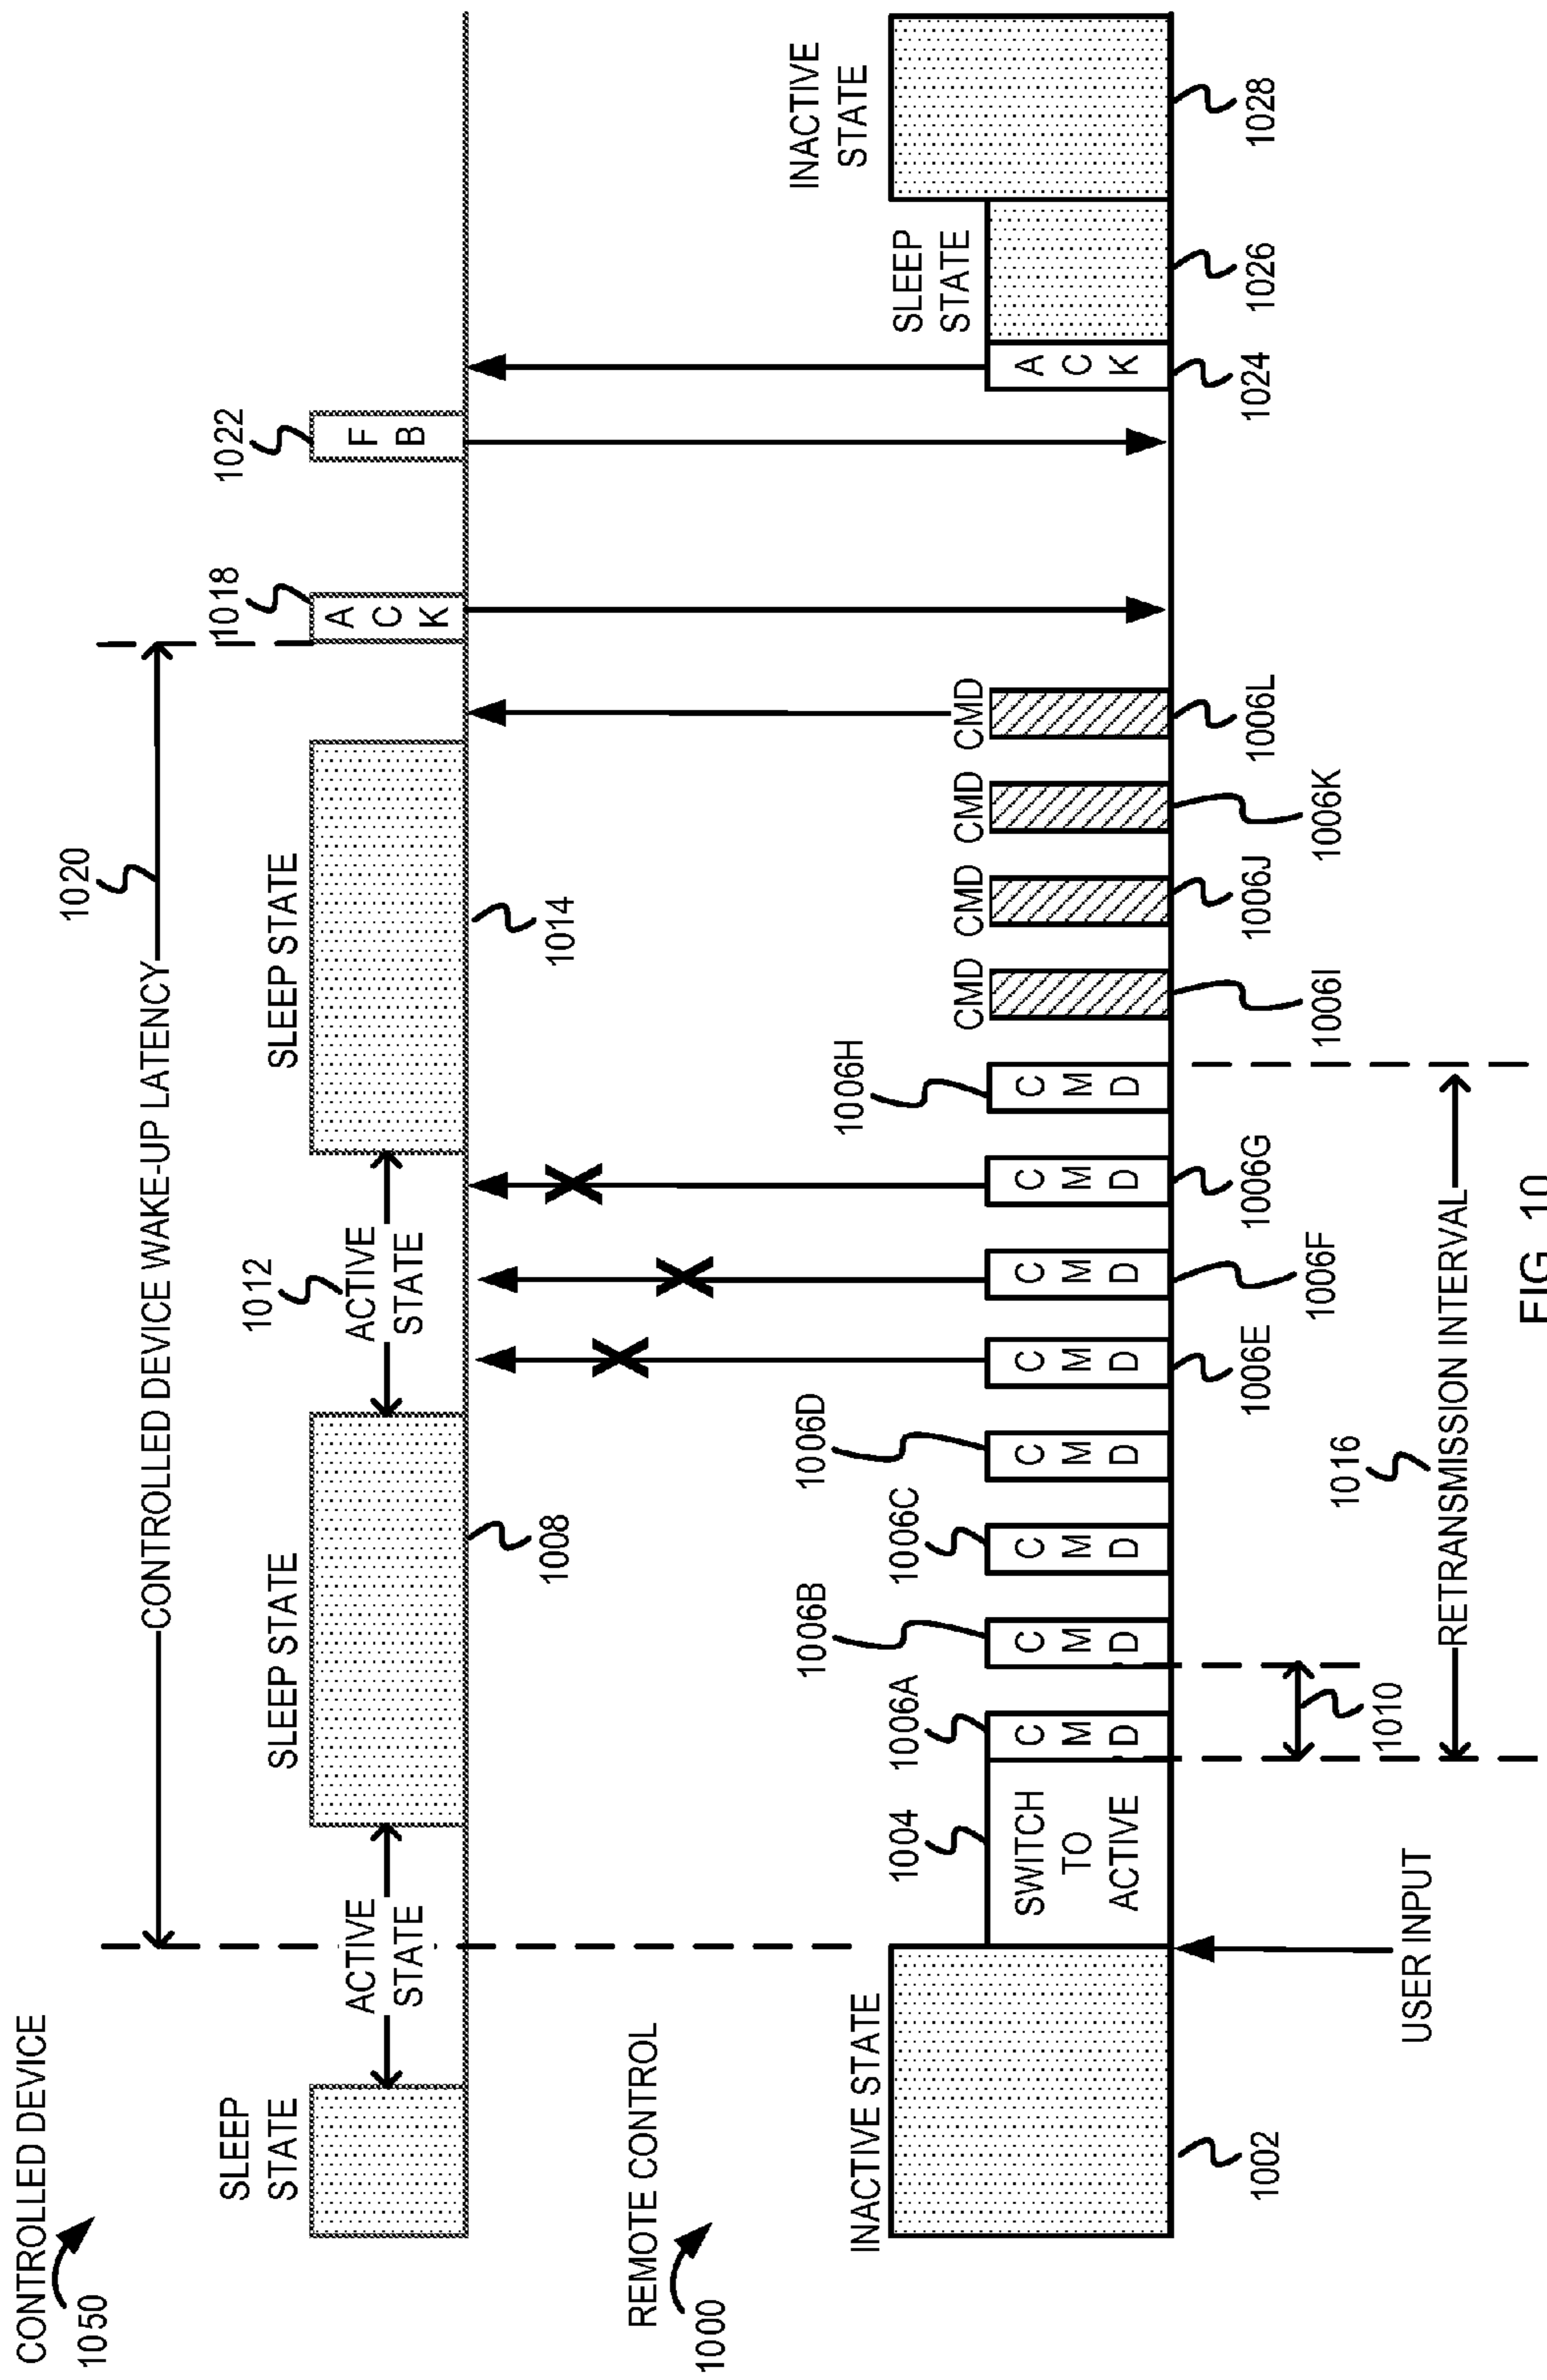 CONTROLLED DEVICE
1050
CONTROLLED DEVICE WAKE-UP LATENCY
1020
SLEEP
STATE
ACTIVE
STATE
SLEEP STATE
1008
1012
ACTIVE
STATE
SLEEP STATE
1014
1018
A
C
K
1022
F
B
REMOTE CONTROL
1000
INACTIVE STATE
1002
USER INPUT
1004
SWITCH
TO
ACTIVE
1006A
C
M
D
1006B
C
M
D
1006C
C
M
D
1006D
C
M
D
C
M
D
1006E
C
M
D
1006F
C
M
D
1006G
1006H
C
M
D
CMD
1006I
CMD
1006J
CMD
1006K
CMD
1006L
A
C
K
1024
SLEEP
STATE
1026
INACTIVE
STATE
1028
1010
1016
RETRANSMISSION INTERVAL
FIG. 10